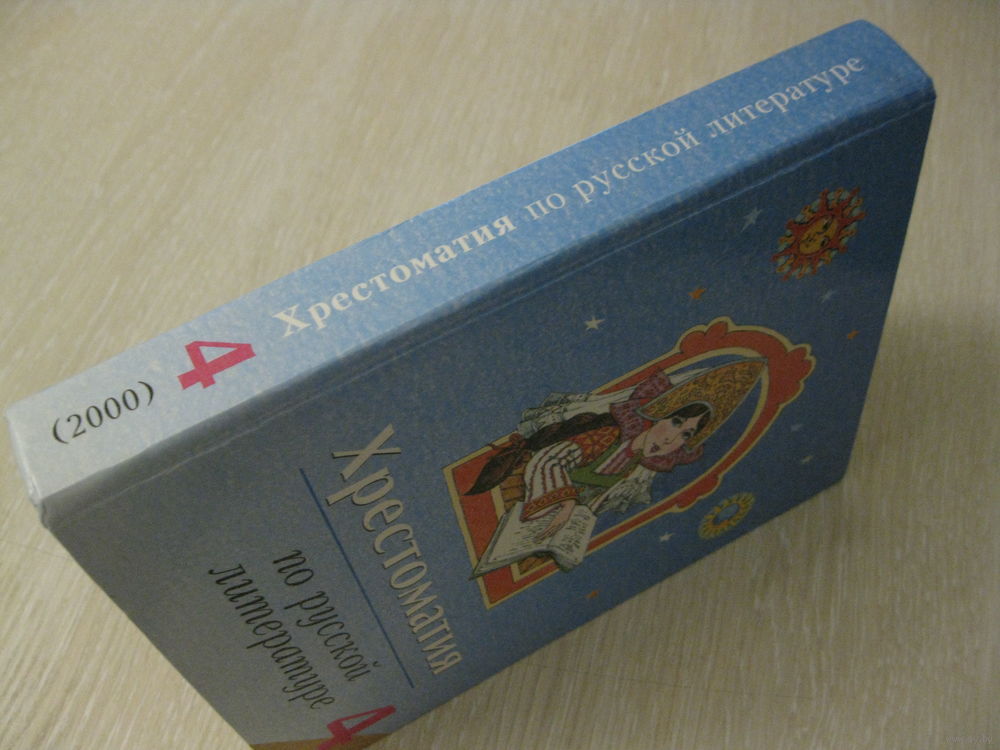 (2000) 4 Хрестоматия по русской литературе
Хрестоматия
по русской
литературе
4